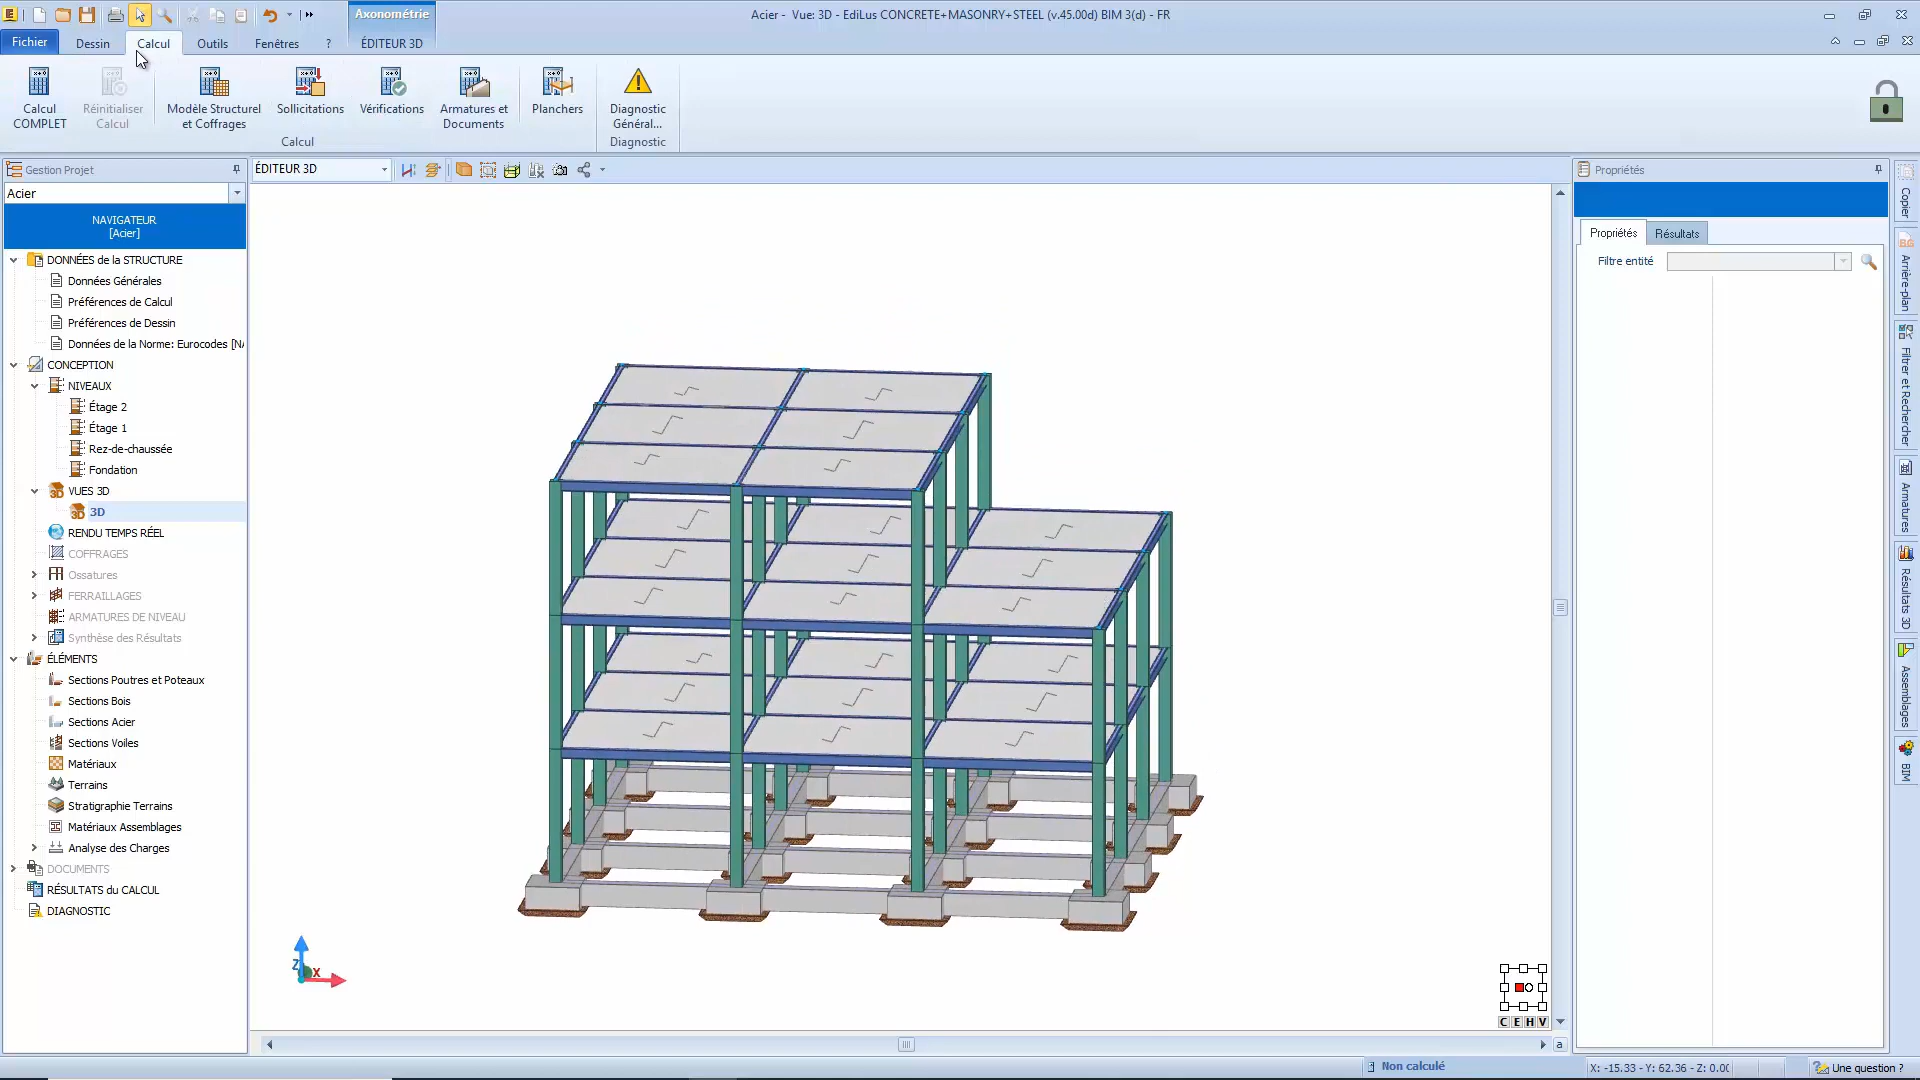 Axonométrie
Acier - Vue: 3D - EdiLus CONCRETE+MASONRY+STEEL (v.45.00d) BIM 3(d) - FR
Fichier
Dessin
Calcul
Outils
Fenêtres
?
ÉDITEUR 3D
Calcul
COMPLET
Réinitialiser
Calcul
Modèle Structurel
et Coffrages
Sollicitations
Vérifications
Armatures et
Documents
Planchers
Diagnostic
Général...
Calcul
Diagnostic
Gestion Projet
ÉDITEUR 3D
Propriétés
Acier
NAVIGATEUR
[Acier]
DONNÉES de la STRUCTURE
Données Générales
Préférences de Calcul
Préférences de Dessin
Données de la Norme: Eurocodes [N/
CONCEPTION
NIVEAUX
Étage 2
Étage 1
Rez-de-chaussée
Fondation
VUES 3D
3D
RENDU TEMPS RÉEL
COFFRAGES
Ossatures
FERRAILLAGES
ARMATURES DE NIVEAU
Synthèse des Résultats
ÉLÉMENTS
Sections Poutres et Poteaux
Sections Bois
Sections Acier
Sections Voiles
Matériaux
Terrains
Stratigraphie Terrains
Matériaux Assemblages
Analyse des Charges
DOCUMENTS
RÉSULTATS du CALCUL
DIAGNOSTIC
Z
X
C E H V
a
Propriétés
Résultats
Filtre entité
Copier
Arrière-plan
Filtrer et Rechercher
Armatures
Résultats 3D
Assemblages
BIM
Non calculé
X: -15.33 - Y: 62.36 - Z: 0.00
Une question ?